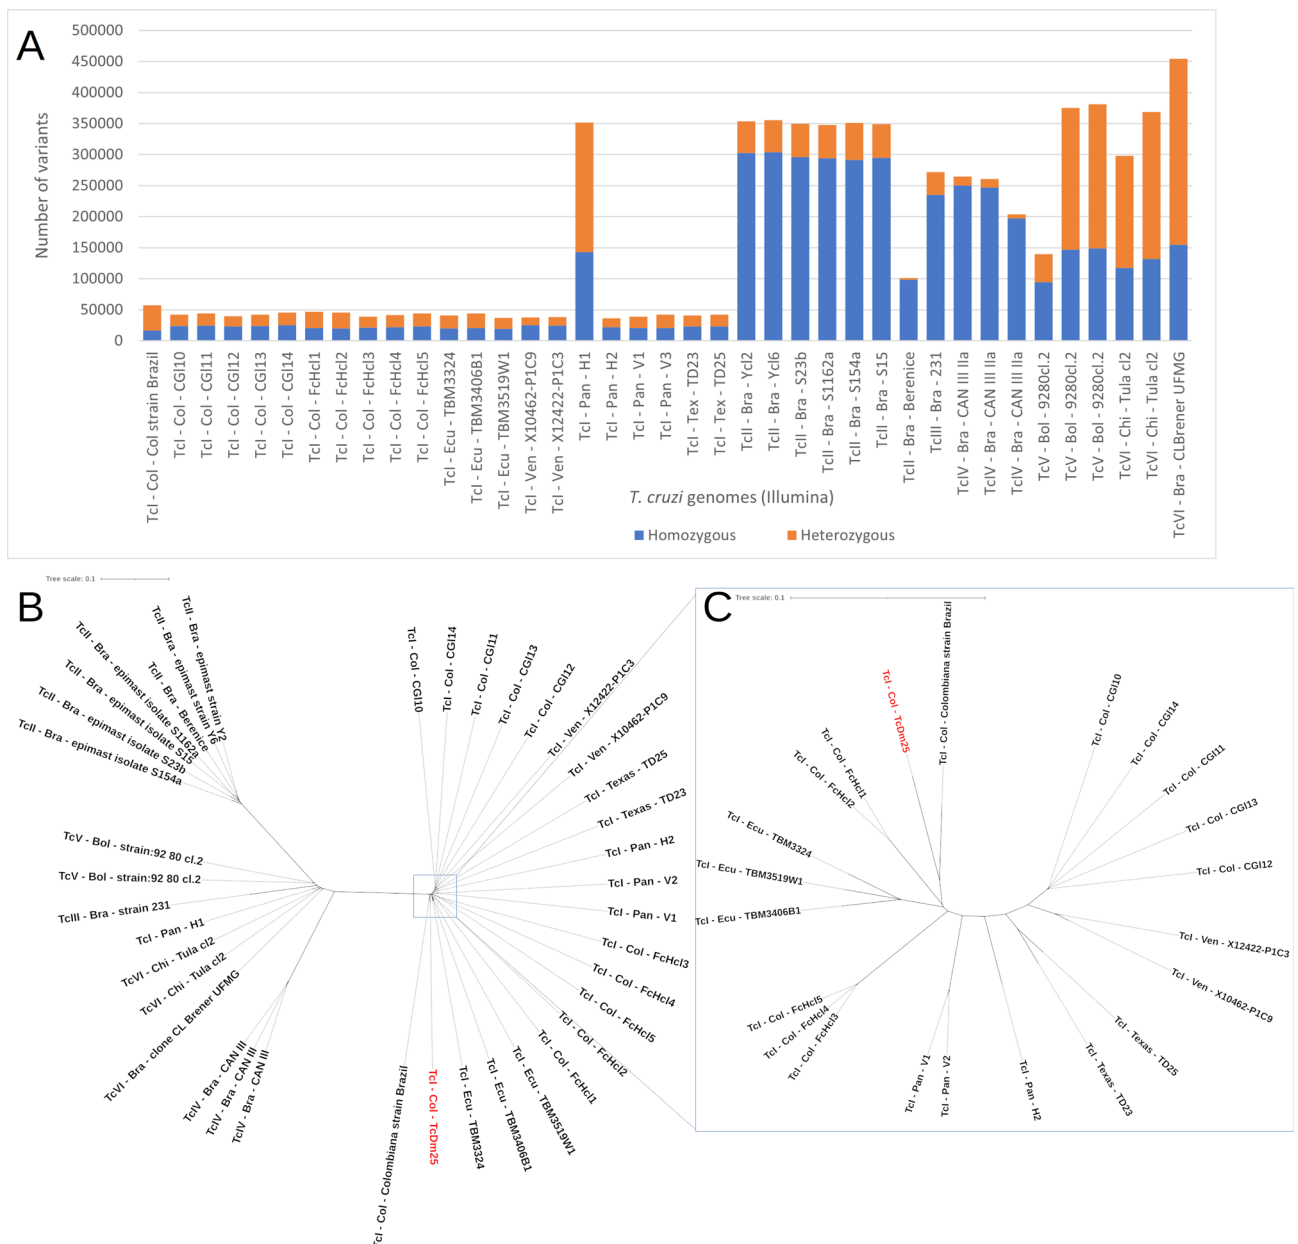 A
500000
450000
400000
350000
300000
250000
200000
150000
100000
50000
0
Number of variants
TcI - Col - Col strain Brazil
TcI - Col - CGI10
TcI - Col - CGI11
TcI - Col - CGI12
TcI - Col - CGI13
TcI - Col - CGI14
TcI - Col - FcHcl1
TcI - Col - FcHcl2
TcI - Col - FcHcl3
TcI - Col - FcHcl4
TcI - Col - FcHcl5
TcI - Ecu - TBM3324
TcI - Ecu - TBM3406B1
TcI - Ecu - TBM3519W1
TcI - Ven - X10462-P1C9
TcI - Ven - X12422-P1C3
TcI - Pan - H1
TcI - Pan - H2
TcI - Pan - V1
TcI - Pan - V3
TcI - Tex - TD23
TcI - Tex - TD25
TcII - Bra - Ycl2
TcII - Bra - Ycl6
TcII - Bra - S23b
TcII - Bra - S1162a
TcII - Bra - S154a
TcII - Bra - S15
TcII - Bra - Berenice
TcIII - Bra - 231
TcIV - Bra - CAN III IIa
TcIV - Bra - CAN III IIa
TcIV - Bra - CAN III IIa
TcV - Bol - 9280cl.2
TcV - Bol - 9280cl.2
TcV - Bol - 9280cl.2
TcVI - Chi - Tula cl2
TcVI - Chi - Tula cl2
TcVI - Bra - CLBrener UFMG
T. cruzi genomes (Illumina)
Homozygous
Heterozygous
B
Tree scale: 0.1
TcII - Bra - epimast strain Y2
TcII - Bra - epimast strain Y6
TcII - Bra - Berenice
TcII - Bra - epimast isolate S1162a
TcII - Bra - epimast isolate S15
TcII - Bra - epimast isolate S23b
TcII - Bra - epimast isolate S154a
TcV - Bol - strain:92 80 cl.2
TcV - Bol - strain:92 80 cl.2
TcIII - Bra - strain 231
TcI - Pan - H1
TcVI - Chi - Tula cl2
TcVI - Chi - Tula cl2
TcVI - Bra - clone CL Brener UFMG
TcIV - Bra - CAN III
TcIV - Bra - CAN III
TcIV - Bra - CAN III
TcI - Col - CGI10
TcI - Col - CGI14
TcI - Col - CGI11
TcI - Col - CGI13
TcI - Col - CGI12
TcI - Ven - X12422-P1C3
TcI - Ven - X10462-P1C9
TcI - Texas - TD25
TcI - Texas - TD23
TcI - Pan - H2
TcI - Pan - V2
TcI - Pan - V1
TcI - Col - FcHcl3
TcI - Col - FcHcl4
TcI - Col - FcHcl5
TcI - Col - FcHcl2
TcI - Col - FcHcl1
TcI - Ecu - TBM3519W1
TcI - Ecu - TBM3406B1
TcI - Ecu - TBM3324
TcI - Col - TcDm25
TcI - Col - Colombiana strain Brazil
C
Tree scale: 0.1
TcI - Col - Colombiana strain Brazil
TcI - Col - TcDm25
TcI - Col - FcHcl1
TcI - Col - FcHcl2
TcI - Ecu - TBM3324
TcI - Ecu - TBM3519W1
TcI - Ecu - TBM3406B1
TcI - Col - FcHcl5
TcI - Col - FcHcl4
TcI - Col - FcHcl3
TcI - Pan - V1
TcI - Pan - V2
TcI - Pan - H2
TcI - Texas - TD23
TcI - Texas - TD25
TcI - Ven - X10462-P1C9
TcI - Ven - X12422-P1C3
TcI - Col - CGI12
TcI - Col - CGI13
TcI - Col - CGI11
TcI - Col - CGI14
TcI - Col - CGI10